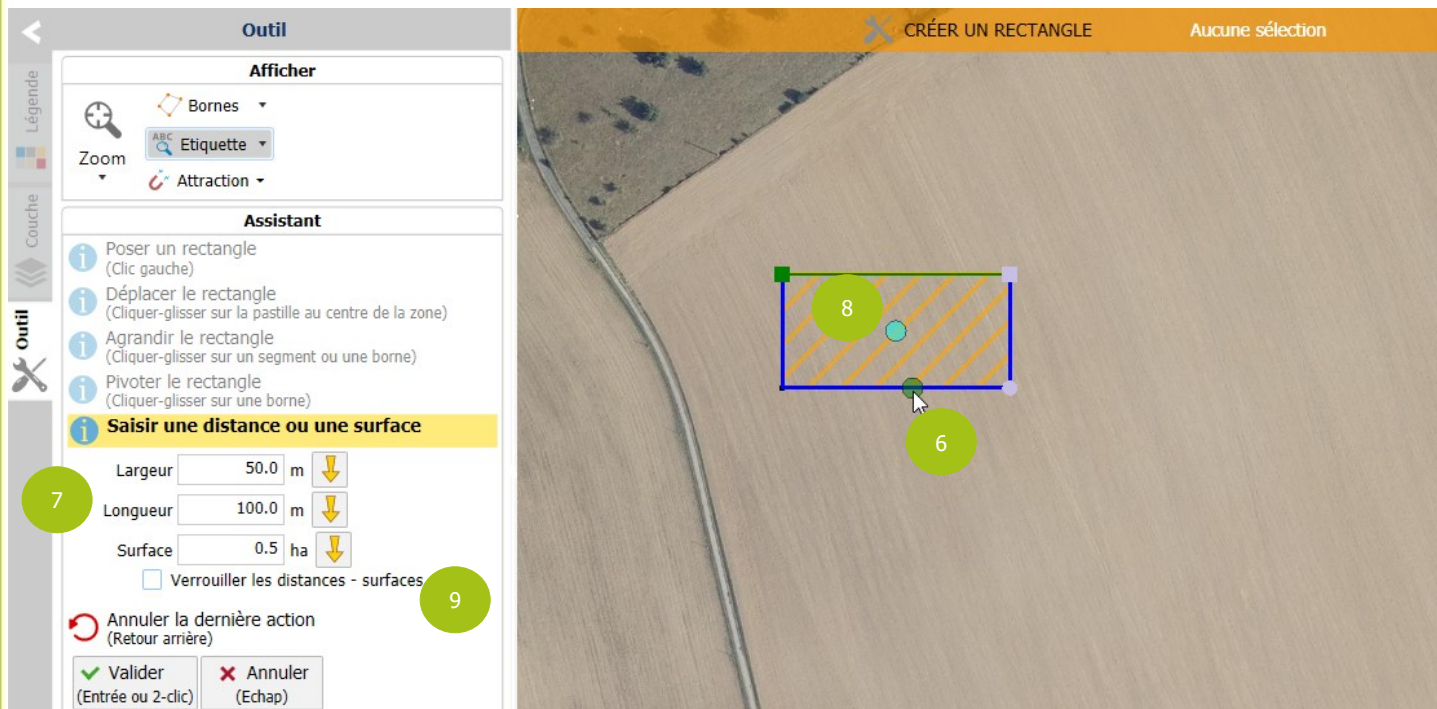 Outil
CRÉER UN RECTANGLE
Aucune sélection
Légende
Couche
Outil
Afficher
Zoom
Bornes
ABC
Etiquette
Attraction
Assistant
Poser un rectangle
(Clic gauche)
Déplacer le rectangle
(Cliquer-glisser sur la pastille au centre de la zone)
Agrandir le rectangle
(Cliquer-glisser sur un segment ou une borne)
Pivoter le rectangle
(Cliquer-glisser sur une borne)
Saisir une distance ou une surface
Largeur 50.0 m
Longueur 100.0 m
Surface 0.5 ha
Verrouiller les distances - surfaces
Annuler la dernière action
(Retour arrière)
Valider
(Entrée ou 2-clic)
Annuler
(Echap)
7
9
8
6